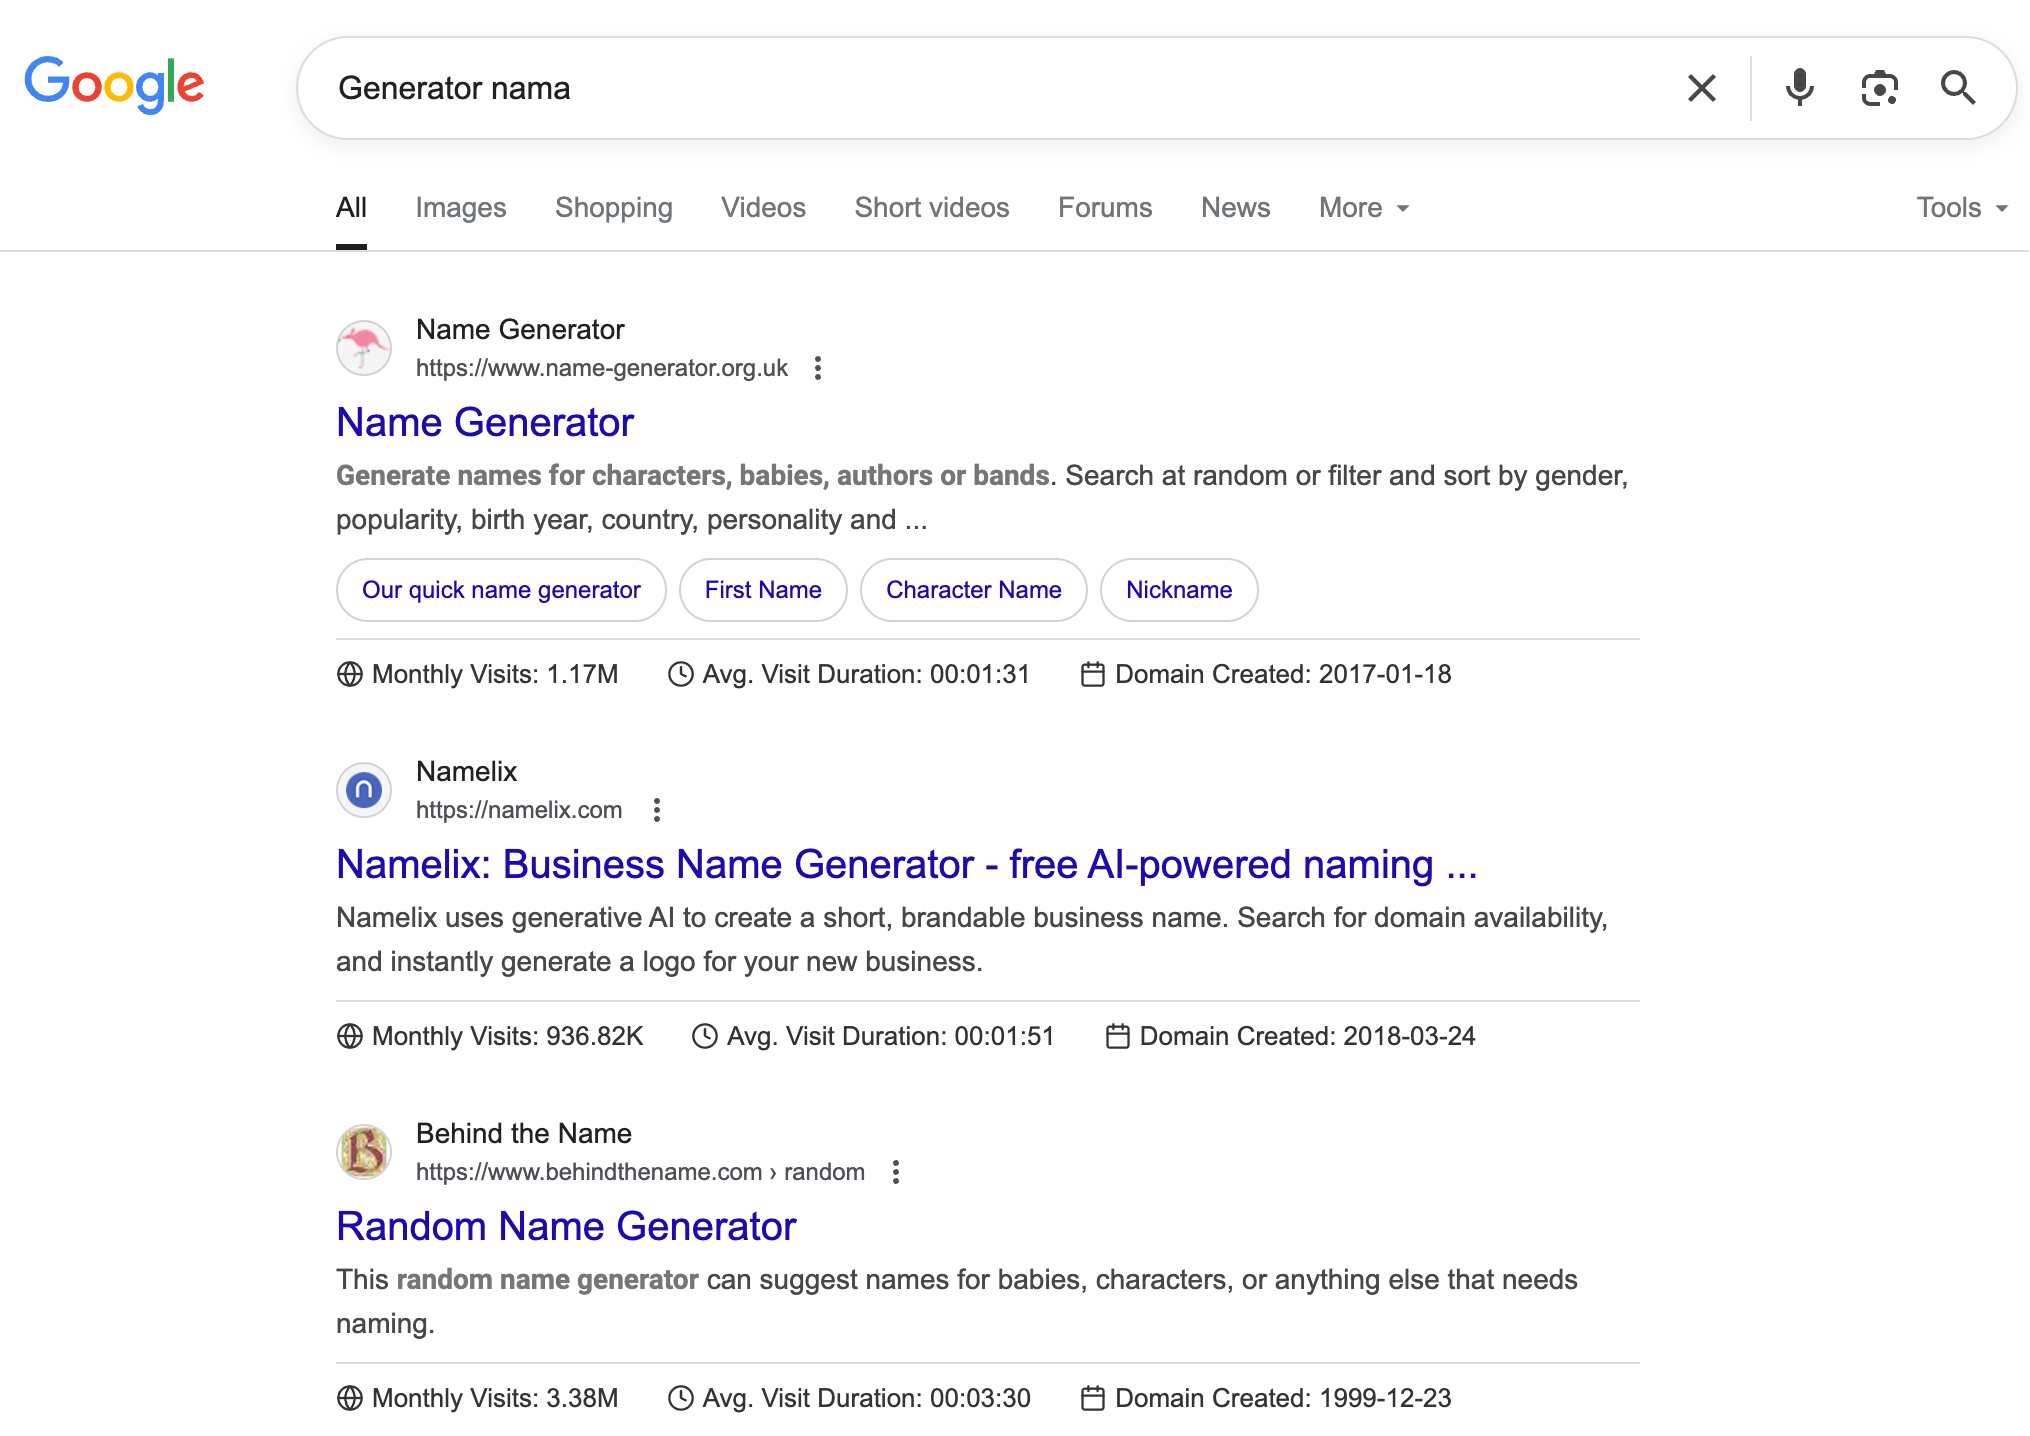 Google
Generator nama
All Images Shopping Videos Short videos Forums News More Tools
Name Generator
https://www.name-generator.org.uk
Name Generator
Generate names for characters, babies, authors or bands. Search at random or filter and sort by gender,
popularity, birth year, country, personality and ...
Our quick name generator First Name Character Name Nickname
Monthly Visits: 1.17M Avg. Visit Duration: 00:01:31 Domain Created: 2017-01-18
Namelix
https://namelix.com
Namelix: Business Name Generator - free AI-powered naming ...
Namelix uses generative AI to create a short, brandable business name. Search for domain availability,
and instantly generate a logo for your new business.
Monthly Visits: 936.82K Avg. Visit Duration: 00:01:51 Domain Created: 2018-03-24
B
Behind the Name
https://www.behindthename.com › random
Random Name Generator
This random name generator can suggest names for babies, characters, or anything else that needs
naming.
Monthly Visits: 3.38M Avg. Visit Duration: 00:03:30 Domain Created: 1999-12-23